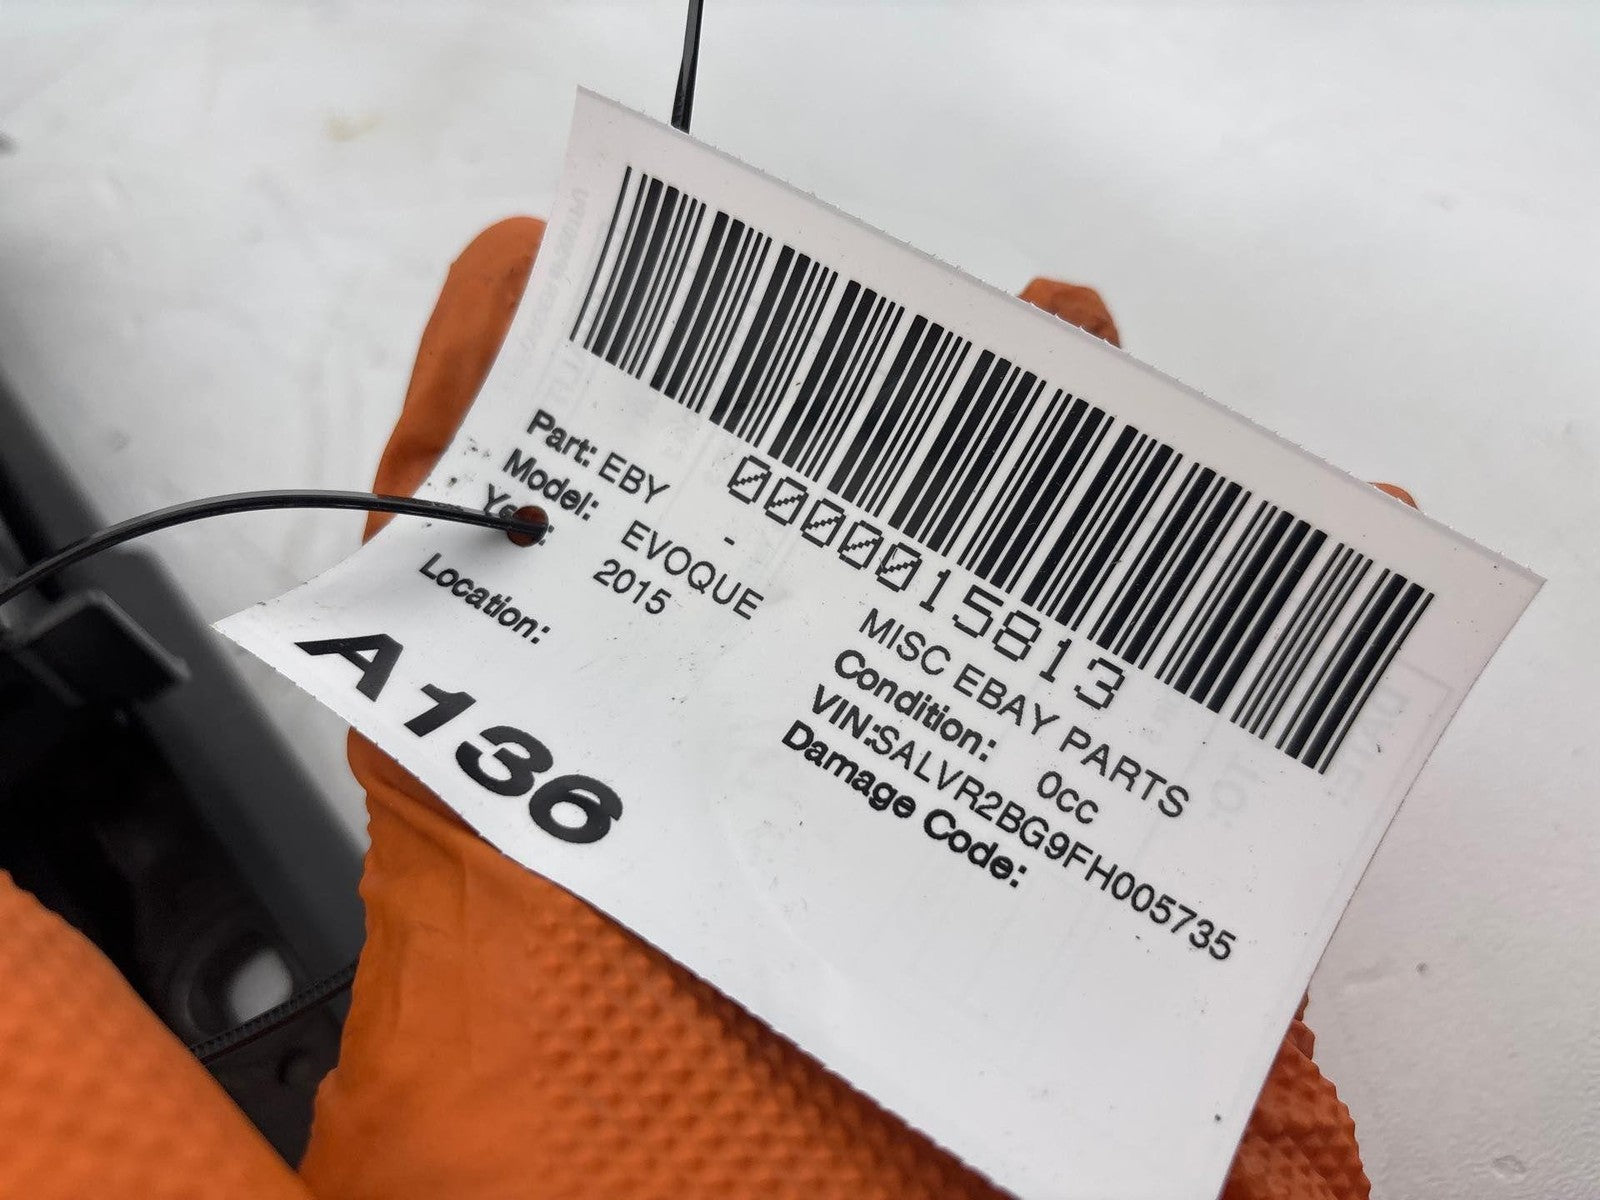 0000015813
Part: EBY - MISC EBAY PARTS
Model: EVOQUE Condition: 0cc
Year: 2015 VIN:SALVR2BG9FH005735
Damage Code:
Location:
A136